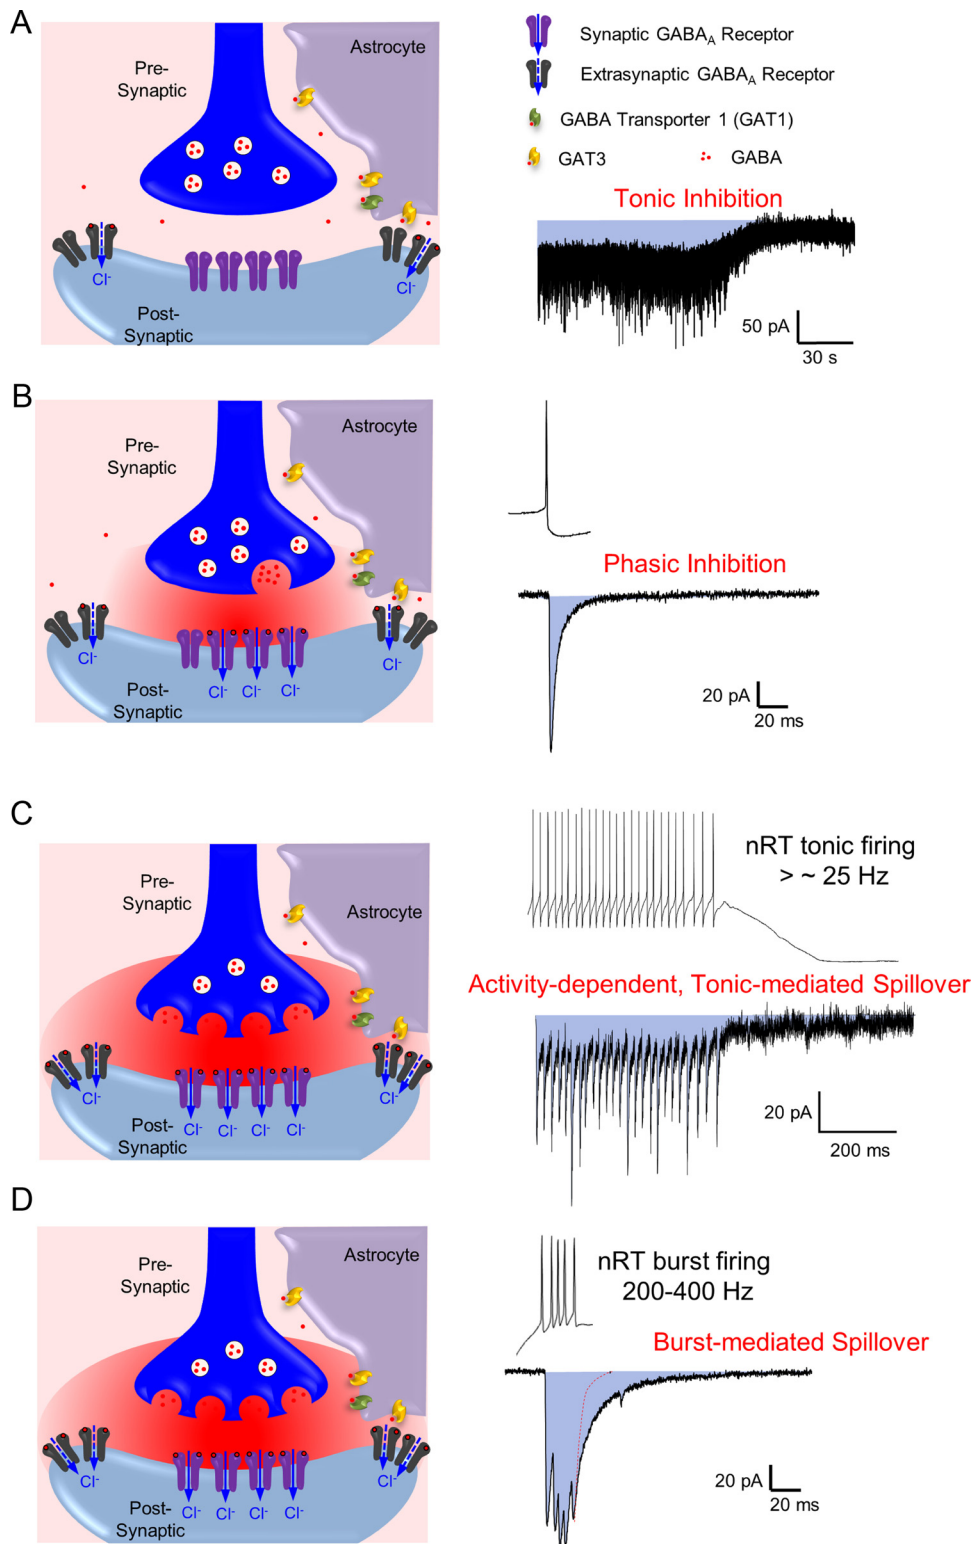 A
Pre-
Synaptic
Astrocyte
Cl-
Cl-
Post-
Synaptic
Synaptic GABAA Receptor
Extrasynaptic GABAA Receptor
GABA Transporter 1 (GAT1)
GAT3
GABA
Tonic Inhibition
50 pA
30 s
B
Pre-
Synaptic
Astrocyte
Cl-
Cl-
Cl-
Cl-
Cl-
Post-
Synaptic
Phasic Inhibition
20 pA
20 ms
C
Pre-
Synaptic
Astrocyte
Cl-
Cl-
Cl-
Cl-
Cl-
Cl-
Post-
Synaptic
nRT tonic firing
> ~ 25 Hz
Activity-dependent, Tonic-mediated Spillover
20 pA
200 ms
D
Pre-
Synaptic
Astrocyte
Cl-
Cl-
Cl-
Cl-
Cl-
Cl-
Post-
Synaptic
nRT burst firing
200-400 Hz
Burst-mediated Spillover
20 pA
20 ms